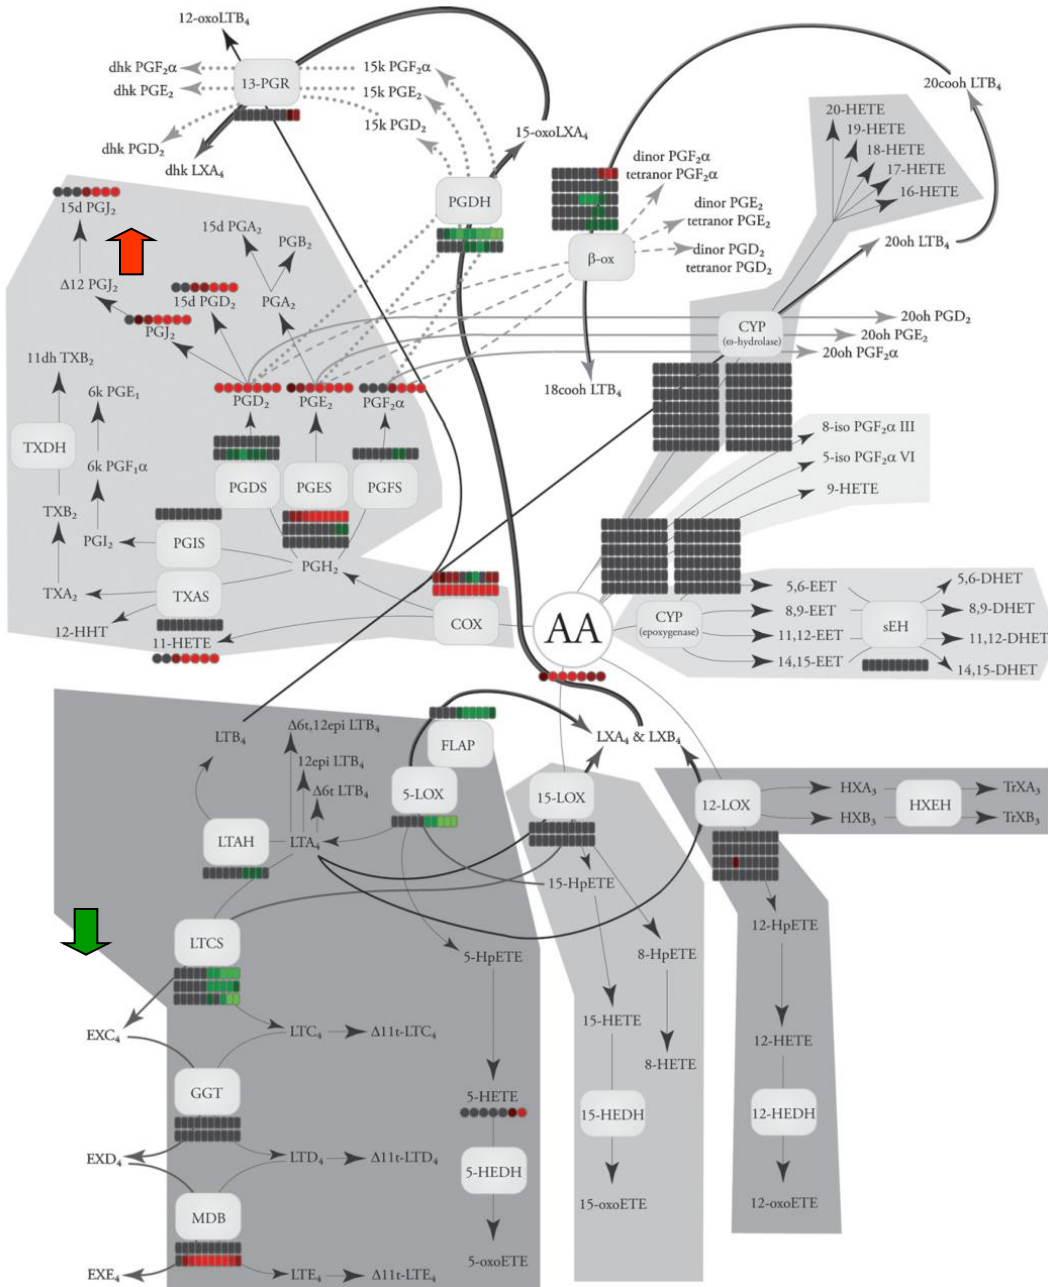 12-oxoLTB₄
dhk PGF₂α
dhk PGE₂
dhk PGD₂
dhk LXA₄
13-PGR
15k PGF₂α
15k PGE₂
15k PGD₂
15-oxoLXA₄
PGDH
β-ox
dinor PGF₂α
tetranor PGF₂α
dinor PGE₂
tetranor PGE₂
dinor PGD₂
tetranor PGD₂
18cooh LTB₄
20cooh LTB₄
20-HETE
19-HETE
18-HETE
17-HETE
16-HETE
20oh LTB₄
CYP
(ω-hydrolase)
20oh PGD₂
20oh PGE₂
20oh PGF₂α
15d PGJ₂
Δ12 PGJ₂
PGJ₂
15d PGD₂
15d PGA₂
PGB₂
PGA₂
PGD₂
PGE₂
PGF₂α
11dh TXB₂
TXDH
TXB₂
TXA₂
12-HHT
6k PGE₁
6k PGF₁α
PGI₂
PGDS
PGES
PGFS
PGIS
TXAS
PGH₂
11-HETE
COX
AA
8-iso PGF₂α III
5-iso PGF₂α VI
9-HETE
CYP
(epoxygenase)
5,6-EET
8,9-EET
11,12-EET
14,15-EET
sEH
5,6-DHET
8,9-DHET
11,12-DHET
14,15-DHET
LTB₄
Δ6t,12epi LTB₄
12epi LTB₄
Δ6t LTB₄
FLAP
5-LOX
LXA₄ & LXB₄
15-LOX
12-LOX
HXA₃
HXB₃
HXEH
TrXA₃
TrXB₃
LTAH
LTA₄
15-HpETE
LTCS
5-HpETE
8-HpETE
12-HpETE
EXC₄
LTC₄
Δ11t-LTC₄
15-HETE
8-HETE
12-HETE
GGT
5-HETE
15-HEDH
12-HEDH
EXD₄
LTD₄
Δ11t-LTD₄
5-HEDH
15-oxoETE
12-oxoETE
MDB
5-oxoETE
EXE₄
LTE₄
Δ11t-LTE₄